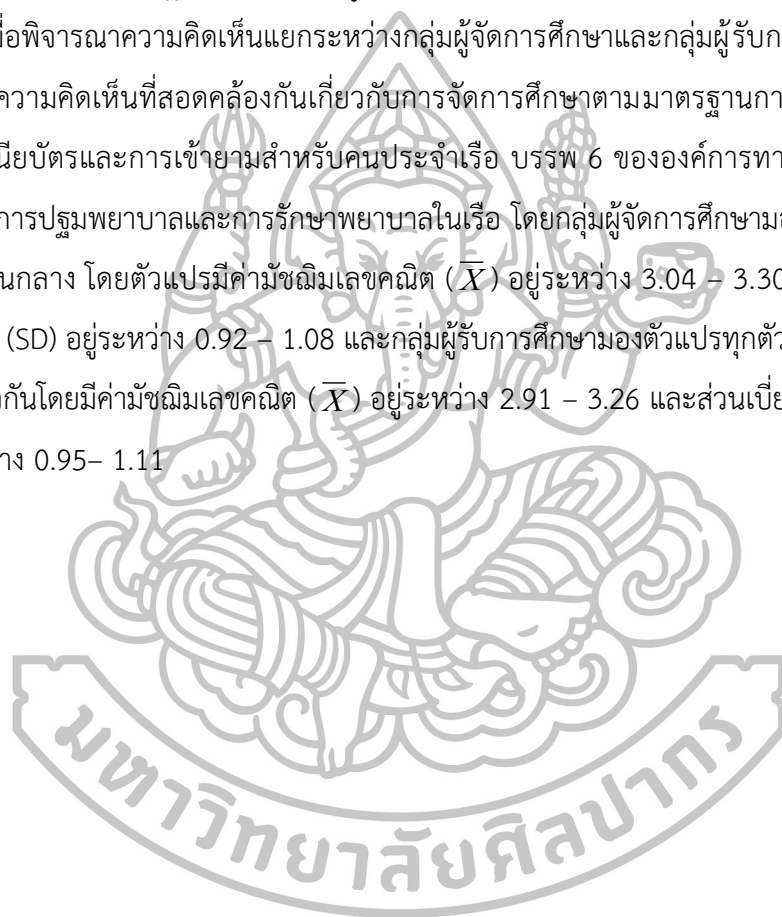 มื่อพิจารณาความคิดเห็นแยกระหว่างกลุ่มผู้จัดการศึกษาและกลุ่มผู้รับก
ความคิดเห็นที่สอดคล้องกันเกี่ยวกับการจัดการศึกษาตามมาตรฐานกา
นียบัตรและการเข้ายามสำหรับคนประจำเรือ บรรพ 6 ขององค์การทา
การปฐมพยาบาลและการรักษาพยาบาลในเรือ โดยกลุ่มผู้จัดการศึกษามอ
นกลาง โดยตัวแปรมีค่ามัชฌิมเลขคณิต (X̅) อยู่ระหว่าง 3.04 – 3.30
(SD) อยู่ระหว่าง 0.92 – 1.08 และกลุ่มผู้รับการศึกษามองตัวแปรทุกตัว
กันโดยมีค่ามัชฌิมเลขคณิต (X̅) อยู่ระหว่าง 2.91 – 3.26 และส่วนเบี่ย
าง 0.95– 1.11
มหาวิทยาลัยศิลปากร